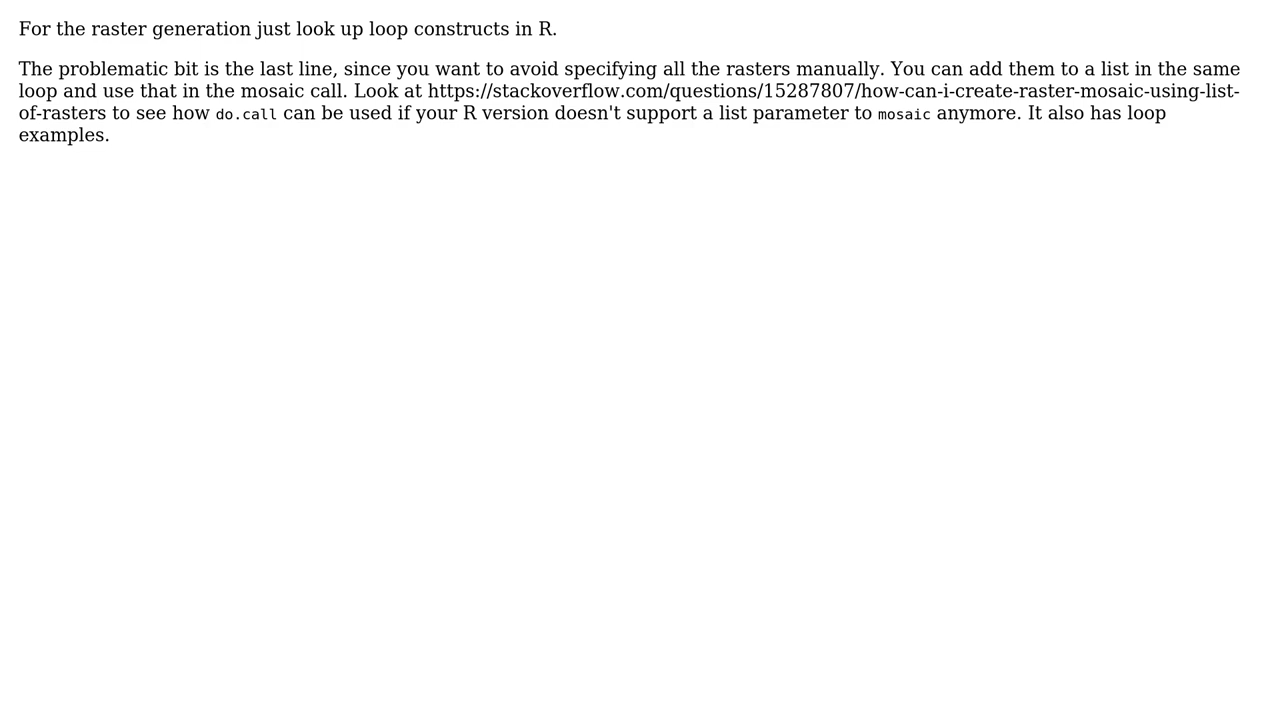 For the raster generation just look up loop constructs in R.
The problematic bit is the last line, since you want to avoid specifying all the rasters manually. You can add them to a list in the same
loop and use that in the mosaic call. Look at https://stackoverflow.com/questions/15287807/how-can-i-create-raster-mosaic-using-list-
of-rasters to see how do.call can be used if your R version doesn't support a list parameter to mosaic anymore. It also has loop
examples.